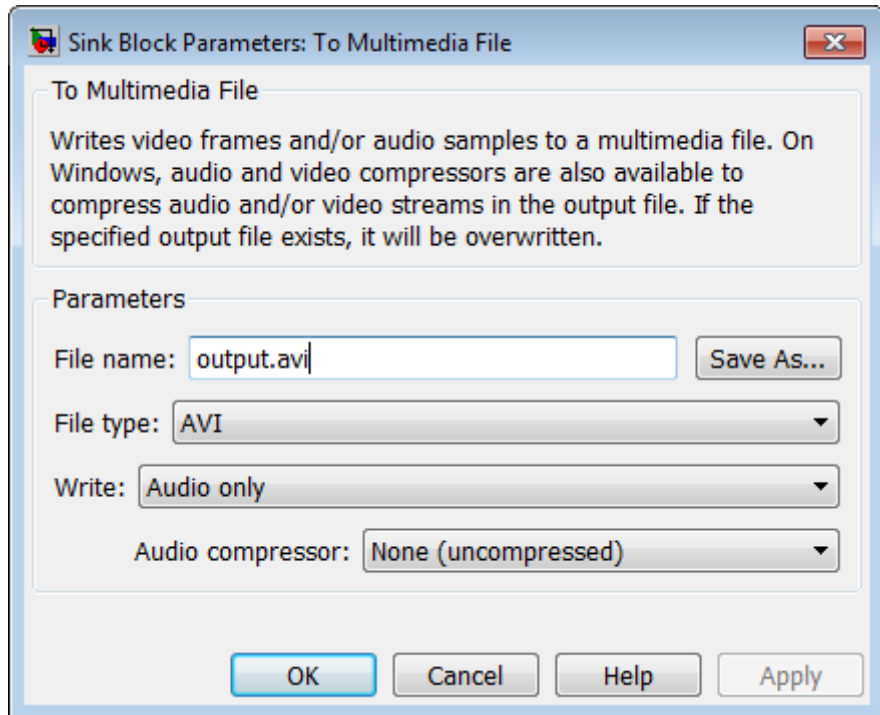 Sink Block Parameters: To Multimedia File
To Multimedia File
Writes video frames and/or audio samples to a multimedia file. On
Windows, audio and video compressors are also available to
compress audio and/or video streams in the output file. If the
specified output file exists, it will be overwritten.
Parameters
File name: output.avi Save As...
File type: AVI
Write: Audio only
Audio compressor: None (uncompressed)
OK Cancel Help Apply